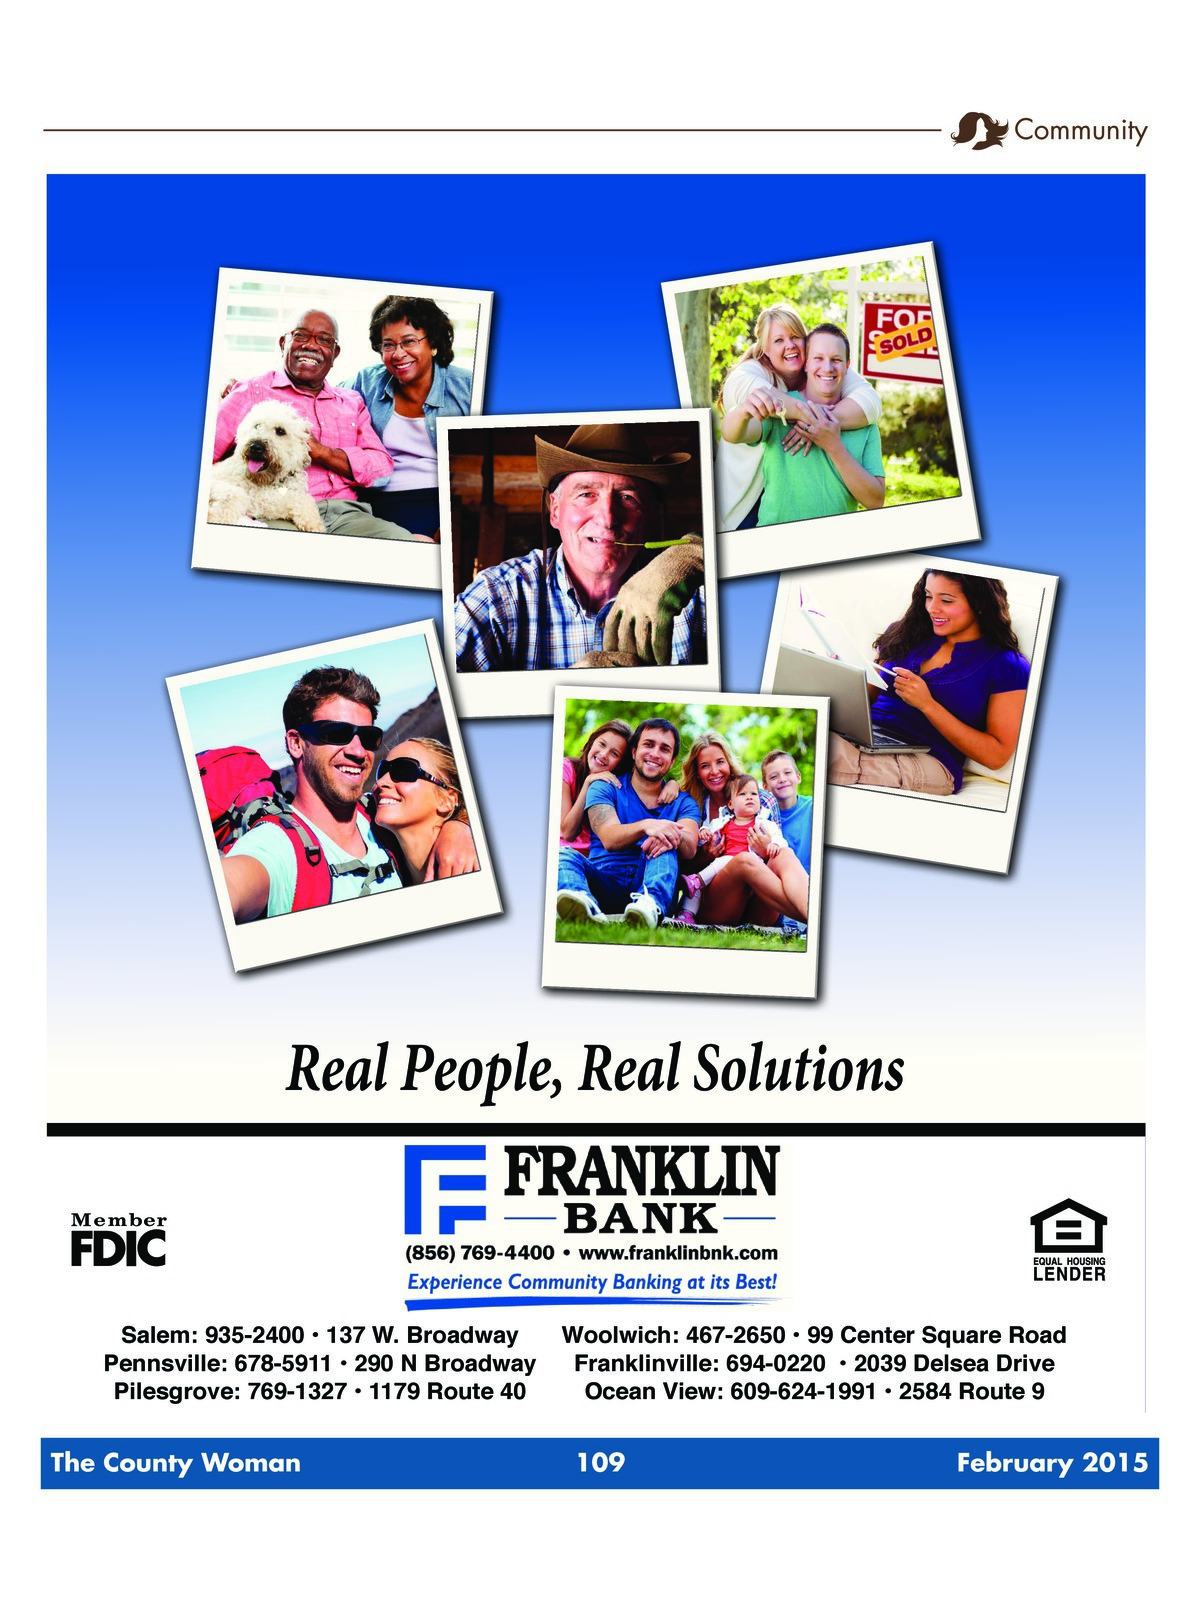 Community
FOR
SOLD
Real People, Real Solutions
Member
FDIC
FRANKLIN
BANK
(856) 769-4400 • www.franklinbnk.com
Experience Community Banking at its Best!
EQUAL HOUSING
LENDER
Salem: 935-2400 • 137 W. Broadway
Pennsville: 678-5911 • 290 N Broadway
Pilesgrove: 769-1327 • 1179 Route 40
Woolwich: 467-2650 • 99 Center Square Road
Franklinville: 694-0220 • 2039 Delsea Drive
Ocean View: 609-624-1991 • 2584 Route 9
The County Woman
109
February 2015